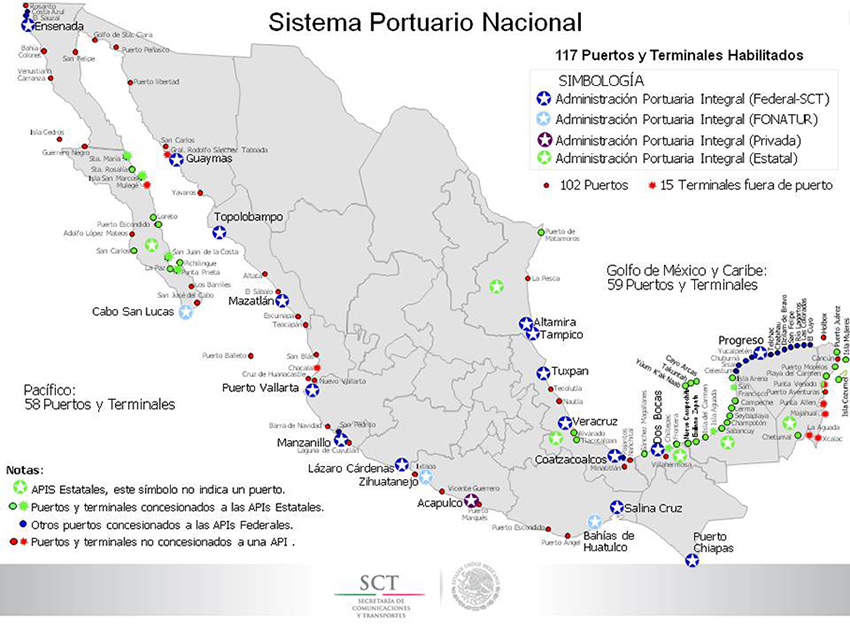 Sistema Portuario Nacional
117 Puertos y Terminales Habilitados
SIMBOLOGÍA
Administración Portuaria Integral (Federal-SCT)
Administración Portuaria Integral (FONATUR)
Administración Portuaria Integral (Privada)
Administración Portuaria Integral (Estatal)
102 Puertos
15 Terminales fuera de puerto
Rosarito
Costa Azul
El Sauzal
Ensenada
Golfo de Sta. Clara
Puerto Peñasco
Bahía
Colonet
San Felipe
Venustiano
Carranza
Puerto libertad
Isla Cedros
Guerrero Negro
San Carlos
Gral. Rodolfo Sánchez Taboada
Guaymas
Sta. María
Sta. Rosalía
Isla San Marcos
Mulegé
Yavaros
Loreto
Puerto Escondido
Adolfo López Mateos
San Carlos
Topolobampo
San Juan de la Costa
Pichilingue
La Paz
Punta Prieta
Los Barriles
San José del Cabo
Cabo San Lucas
Altata
El Sábalo
Mazatlán
Escuinapa
Teacapán
Puerto Balleto
San Blas
Chacala
Cruz de Huanacastle
Nuevo Vallarta
Puerto Vallarta
Pacífico:
58 Puertos y Terminales
Barra de Navidad
San Pedrito
Manzanillo
Laguna de Cuyutlán
Lázaro Cárdenas
Ixtapa
Zihuatanejo
Vicente Guerrero
Acapulco
Puerto
Marqués
Puerto Escondido
Puerto Angel
Bahías de
Huatulco
Salina Cruz
Puerto
Chiapas
Puerto de
Matamoros
La Pesca
Altamira
Tampico
Tuxpan
Tecolutla
Nautla
Veracruz
Alvarado
Tlacotalpan
Coatzacoalcos
Minatitlán
Nanchital
Sánchez Magallanes
Dos Bocas
Chiltepec
Frontera
Villahermosa
Golfo de México y Caribe:
59 Puertos y Terminales
Cayo Arcas
Takuntah
Yúum K'ak Naab
Isla del Carmen
Isla Aguada
Sabancuy
Champotón
Seybaplaya
Lerma
Campeche
San
Francisco
Isla Arena
Celestún
Sisal
Chuburná
Yucalpetén
Progreso
Telchac
Chabihau
Dzilam de Bravo
San Felipe
Río Lagartos
Las Coloradas
El Cuyo
Holbox
Puerto Juárez
Isla Mujeres
Cancún
Puerto Morelos
Playa del Carmen
Punta Venado
Puerto Aventuras
Isla Cozumel
Punta Allen
Majahual
La Aguada
Xcalac
Chetumal
Notas:
APIS Estatales, este símbolo no indica un puerto.
Puertos y terminales concesionados a las APIs Estatales.
Otros puertos concesionados a las APIs Federales.
Puertos y terminales no concesionados a una API .
SCT
SECRETARÍA DE
COMUNICACIONES
Y TRANSPORTES